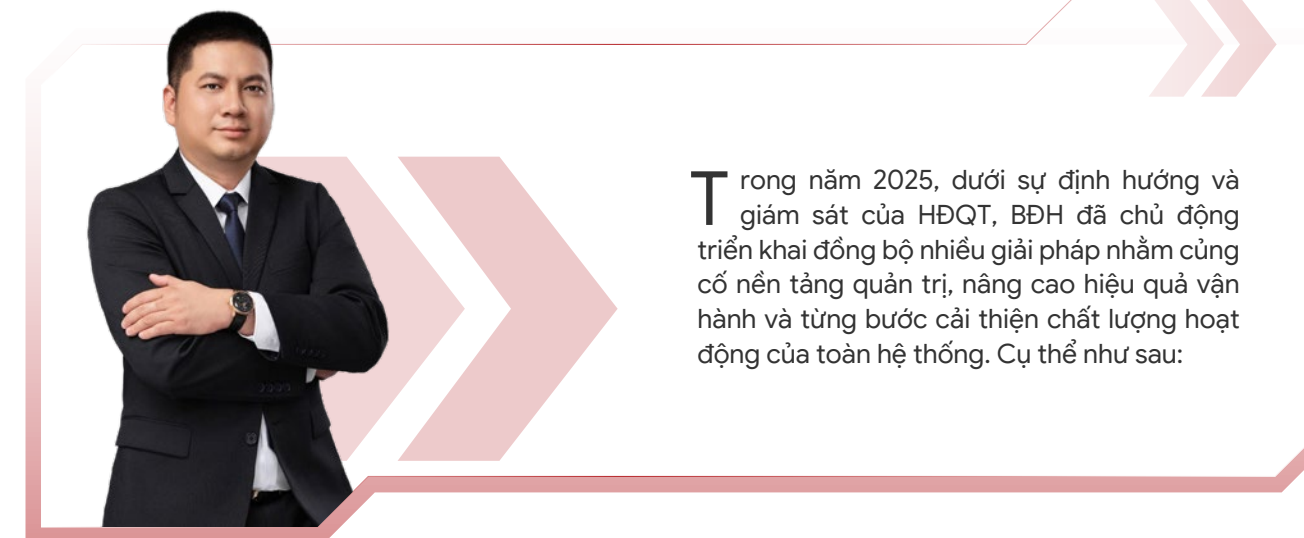 Trong năm 2025, dưới sự định hướng và
giám sát của HĐQT, BĐH đã chủ động
triển khai đồng bộ nhiều giải pháp nhằm củng
cố nền tảng quản trị, nâng cao hiệu quả vận
hành và từng bước cải thiện chất lượng hoạt
động của toàn hệ thống. Cụ thể như sau: